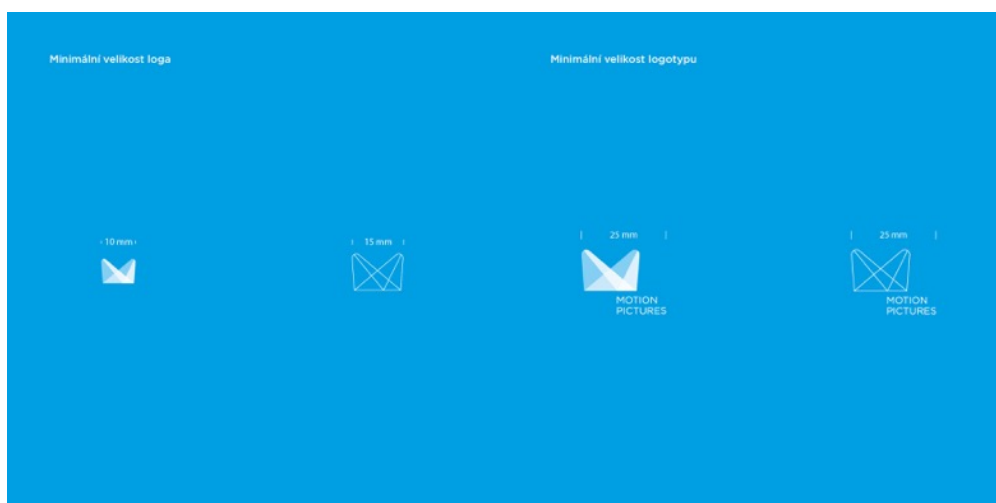 Minimální velikost loga
Minimální velikost logotypu
10 mm
15 mm
25 mm
25 mm
MOTION
PICTURES
MOTION
PICTURES